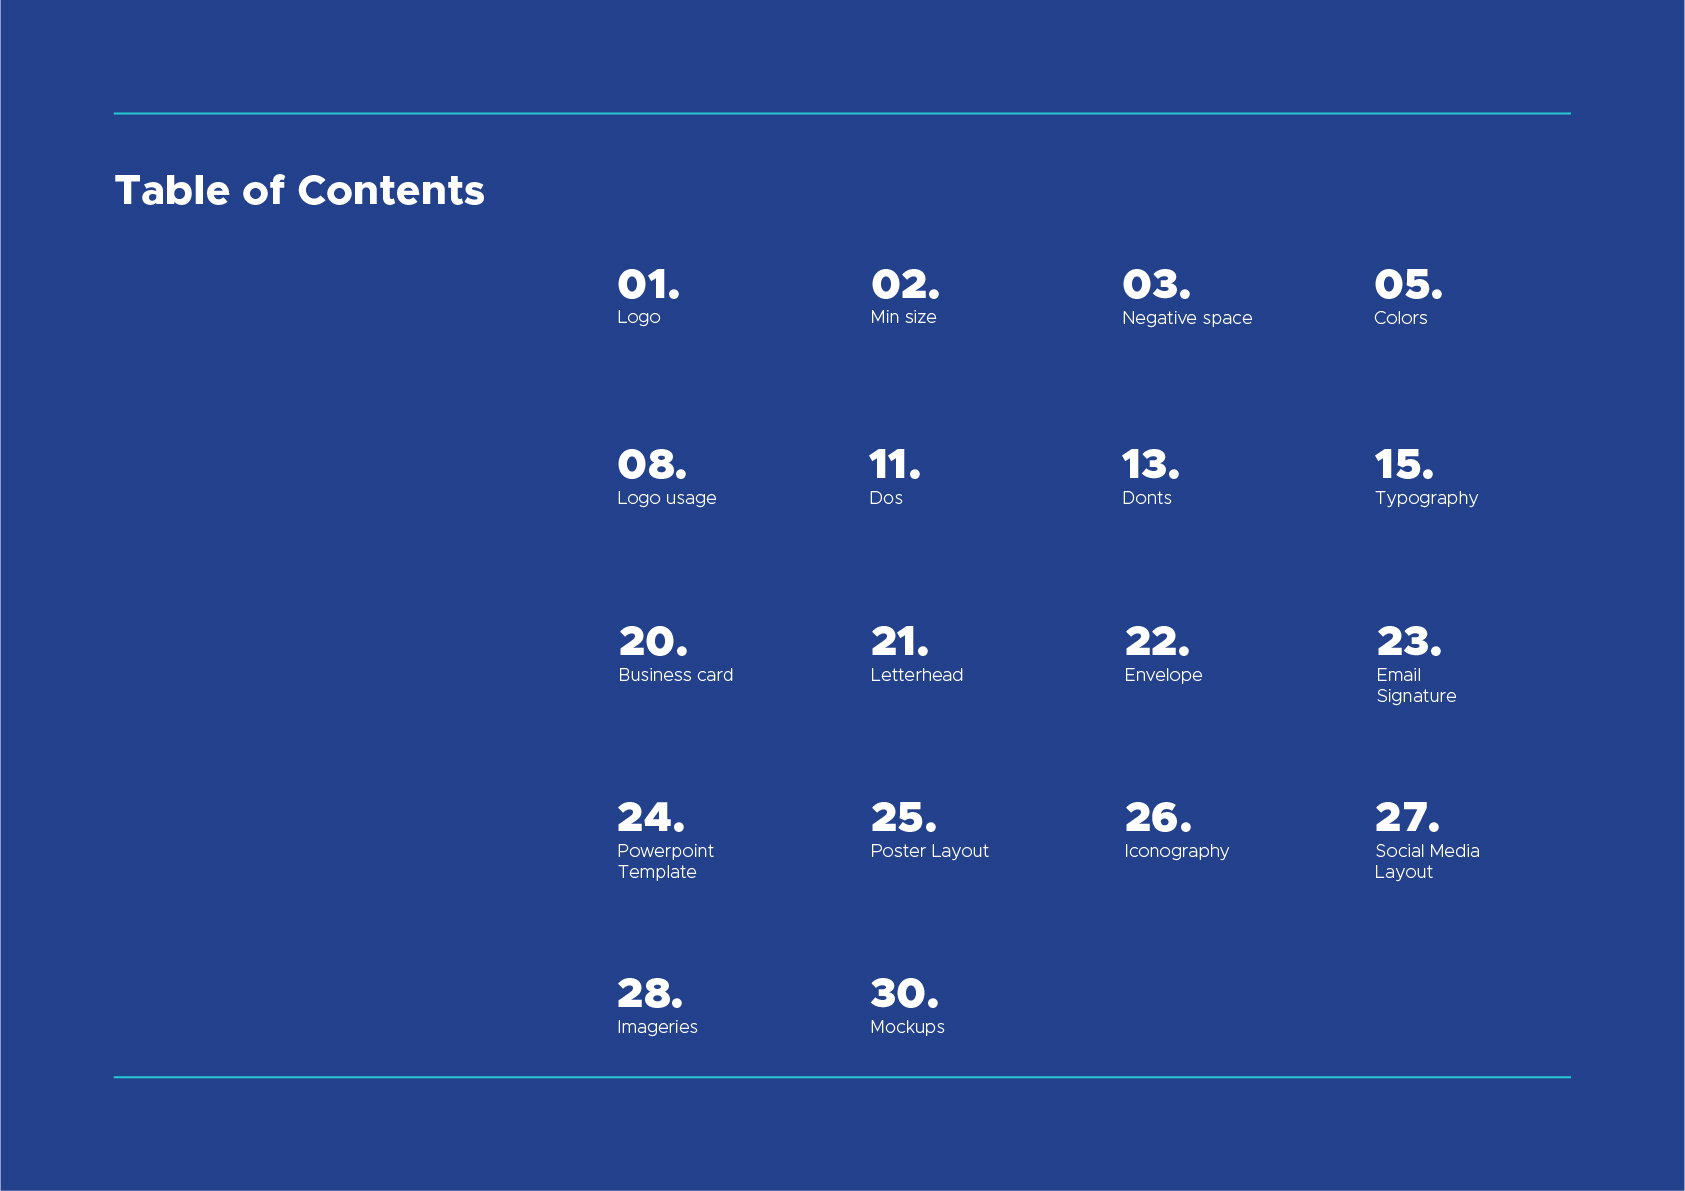 Table of Contents
01.
Logo
02.
Min size
03.
Negative space
05.
Colors
08.
Logo usage
11.
Dos
13.
Donts
15.
Typography
20.
Business card
21.
Letterhead
22.
Envelope
23.
Email
Signature
24.
Powerpoint
Template
25.
Poster Layout
26.
Iconography
27.
Social Media
Layout
28.
Imageries
30.
Mockups